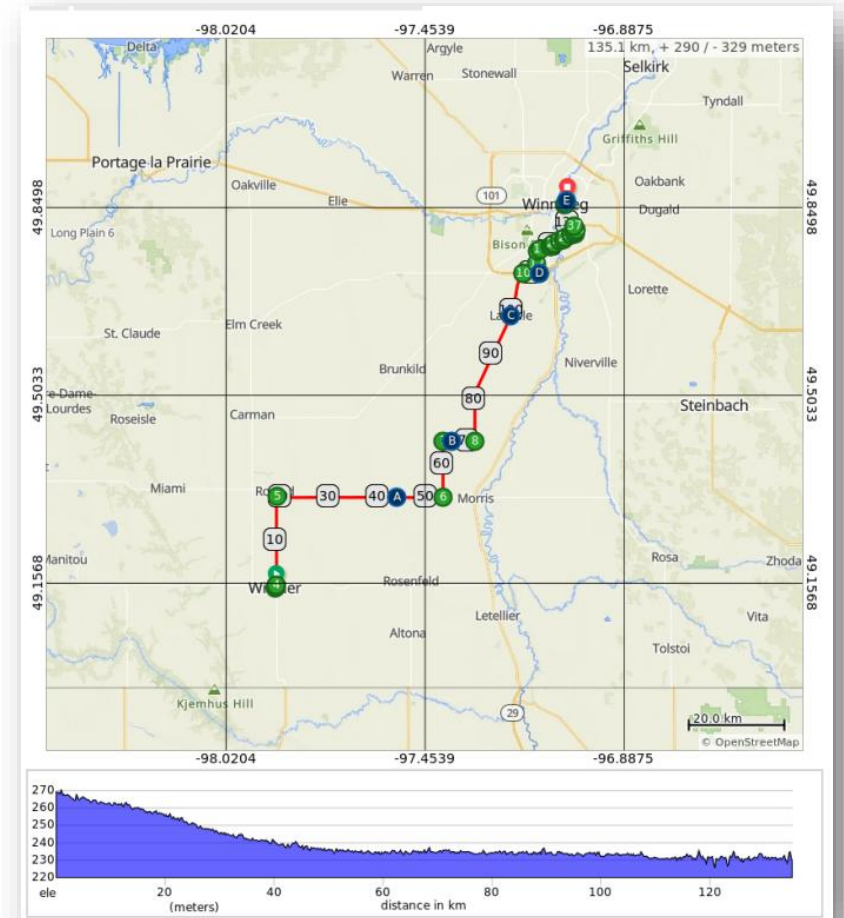 -98.0204 -97.4539 -96.8875
135.1 km, + 290 / - 329 meters
Delta
Argyle
Selkirk
Warren
Stonewall
Tyndall
Griffiths Hill
Portage la Prairie
Oakville
Elie
101
Oakbank
E
Dugald
49.8498
49.8498
Long Plain 6
Bison
37
10
D
Lorette
St. Claude
Elm Creek
C
Niverville
90
Brunkild
80
49.5033
49.5033
Lourdes
Roseisle
Carman
Steinbach
B
8
60
Miami
5
30
40
A
50
6
Morris
10
Rosa
Zhoda
49.1568
49.1568
4
Rosenfeld
Letellier
Vita
Altona
Tolstoi
Kjemhus Hill
29
20.0 km
© OpenStreetMap
-98.0204 -97.4539 -96.8875
270
260
250
240
230
220
ele 20 40 60 80 100 120
(meters) distance in km